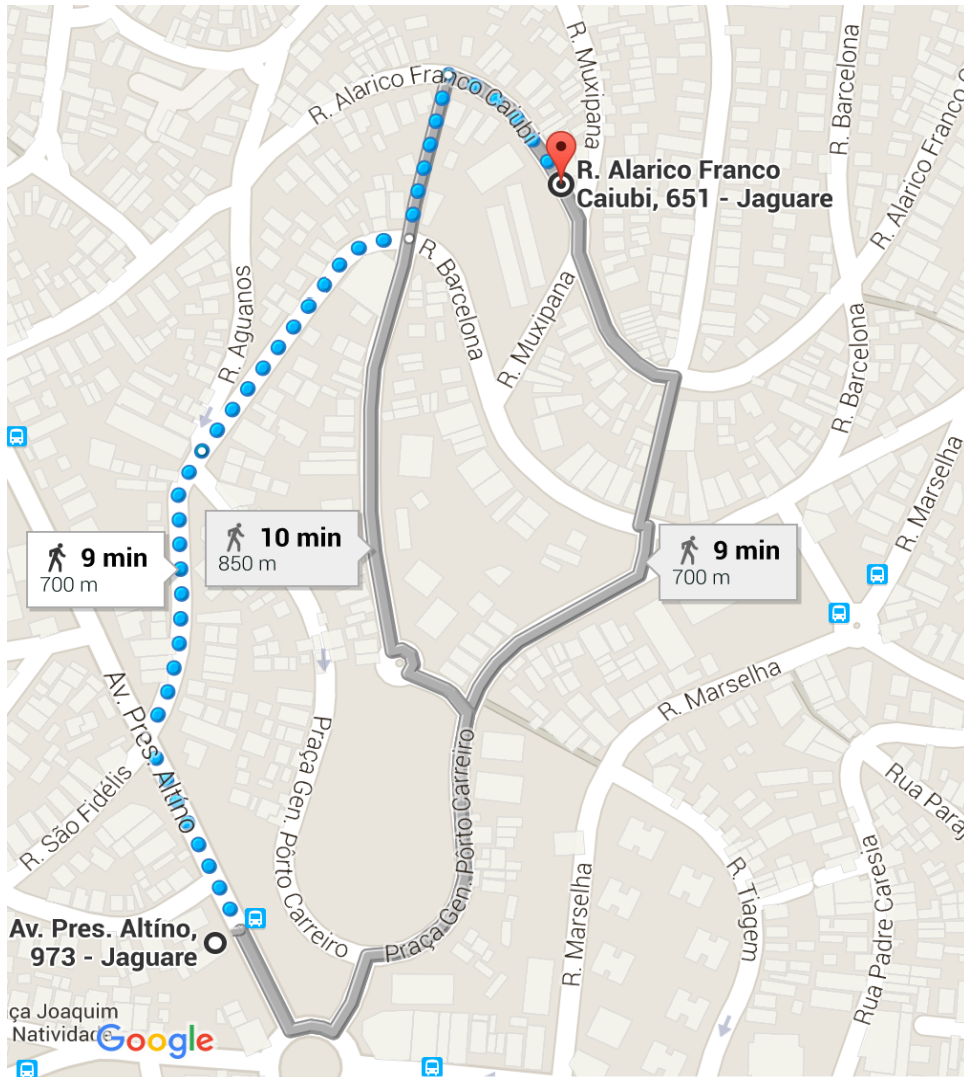 R. Muxipana
R. Barcelona
R. Alarico Franco Caiubi
R. Alarico Franco
Caiubi, 651 - Jaguare
R. Alarico Franco C
R. Aguanos
R. Barcelona
R. Muxipana
R. Barcelona
R. Marselha
9 min
700 m
10 min
850 m
9 min
700 m
R. Marselha
Av. Pres. Altíno
R. São Fidélis
Praça Gen. Pôrto Carreiro
Praça Gen. Pôrto Carreiro
R. Marselha
R. Tiagem
Rua Padre Caresia
Rua Paraj
Av. Pres. Altíno,
973 - Jaguare
ça Joaquim
Natividade
Google